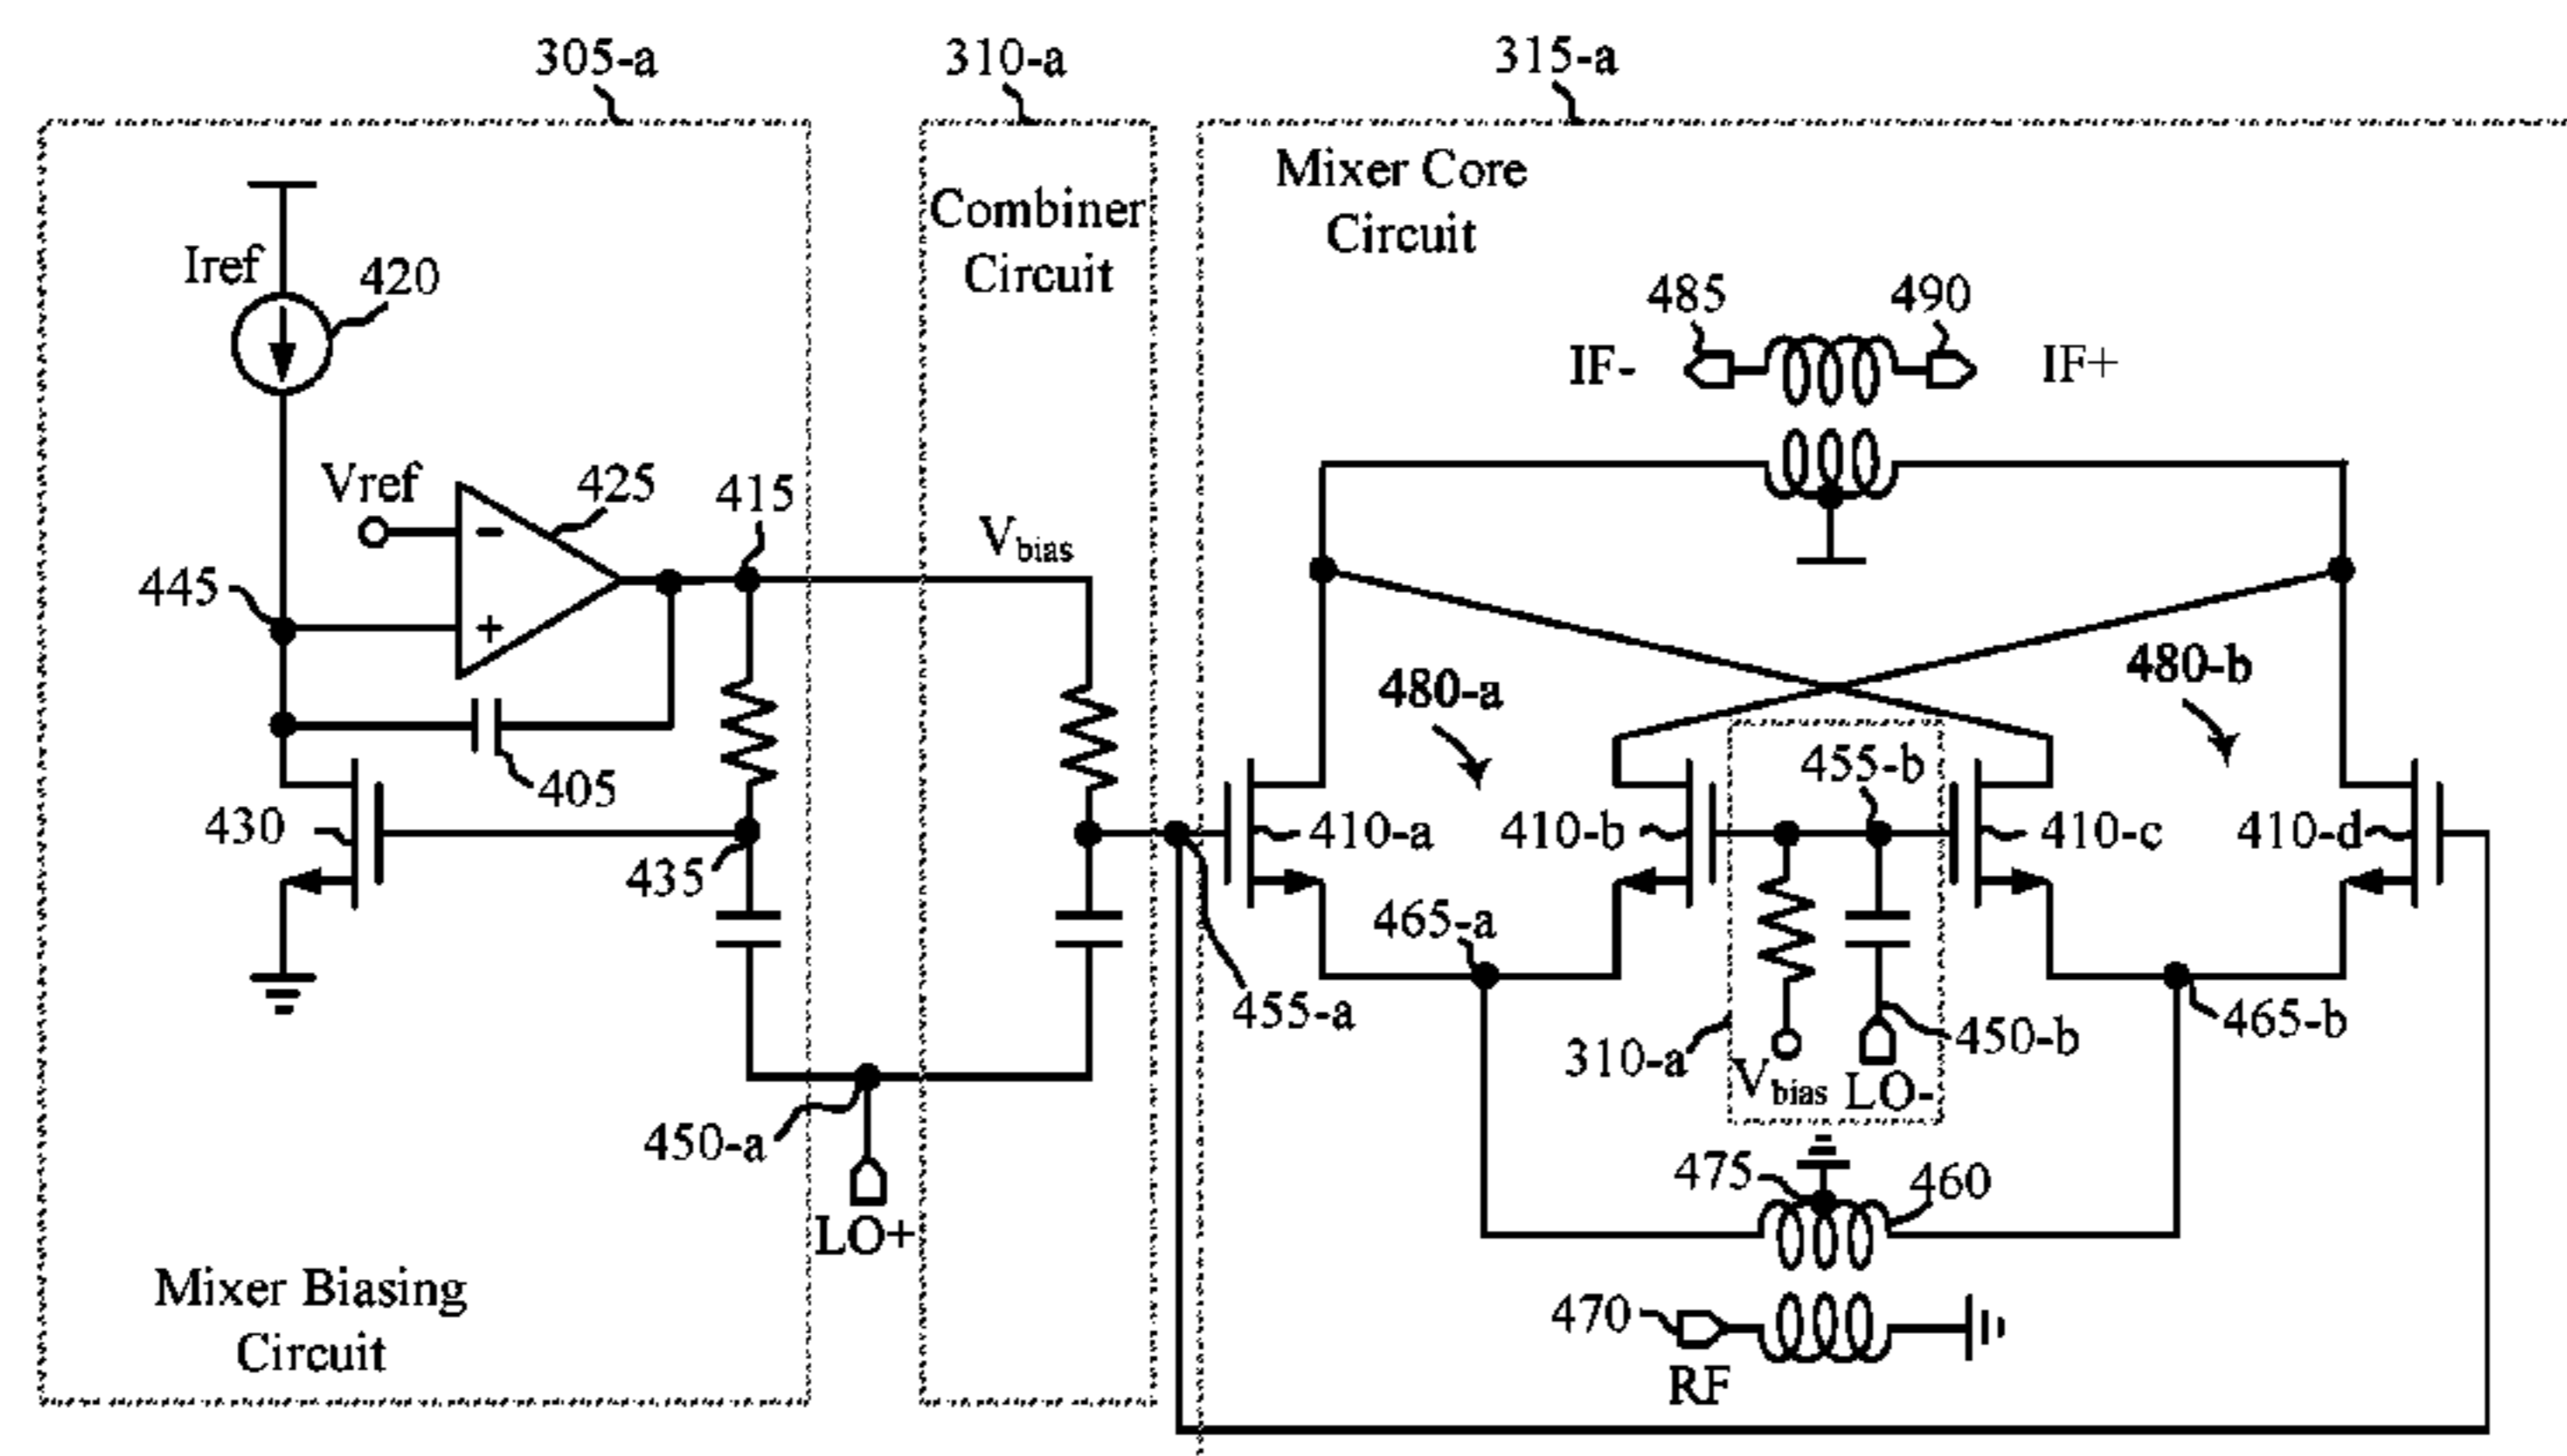 305-a
310-a
315-a
Mixer Core
Circuit
Combiner
Circuit
Iref
420
485
490
IF-
IF+
Vref
425
415
Vbias
445
-
+
480-a
480-b
405
455-b
430
410-a
410-b
410-c
410-d
435
465-a
455-a
465-b
310-a
450-b
Vbias
LO-
450-a
475
460
LO+
Mixer Biasing
Circuit
470
RF